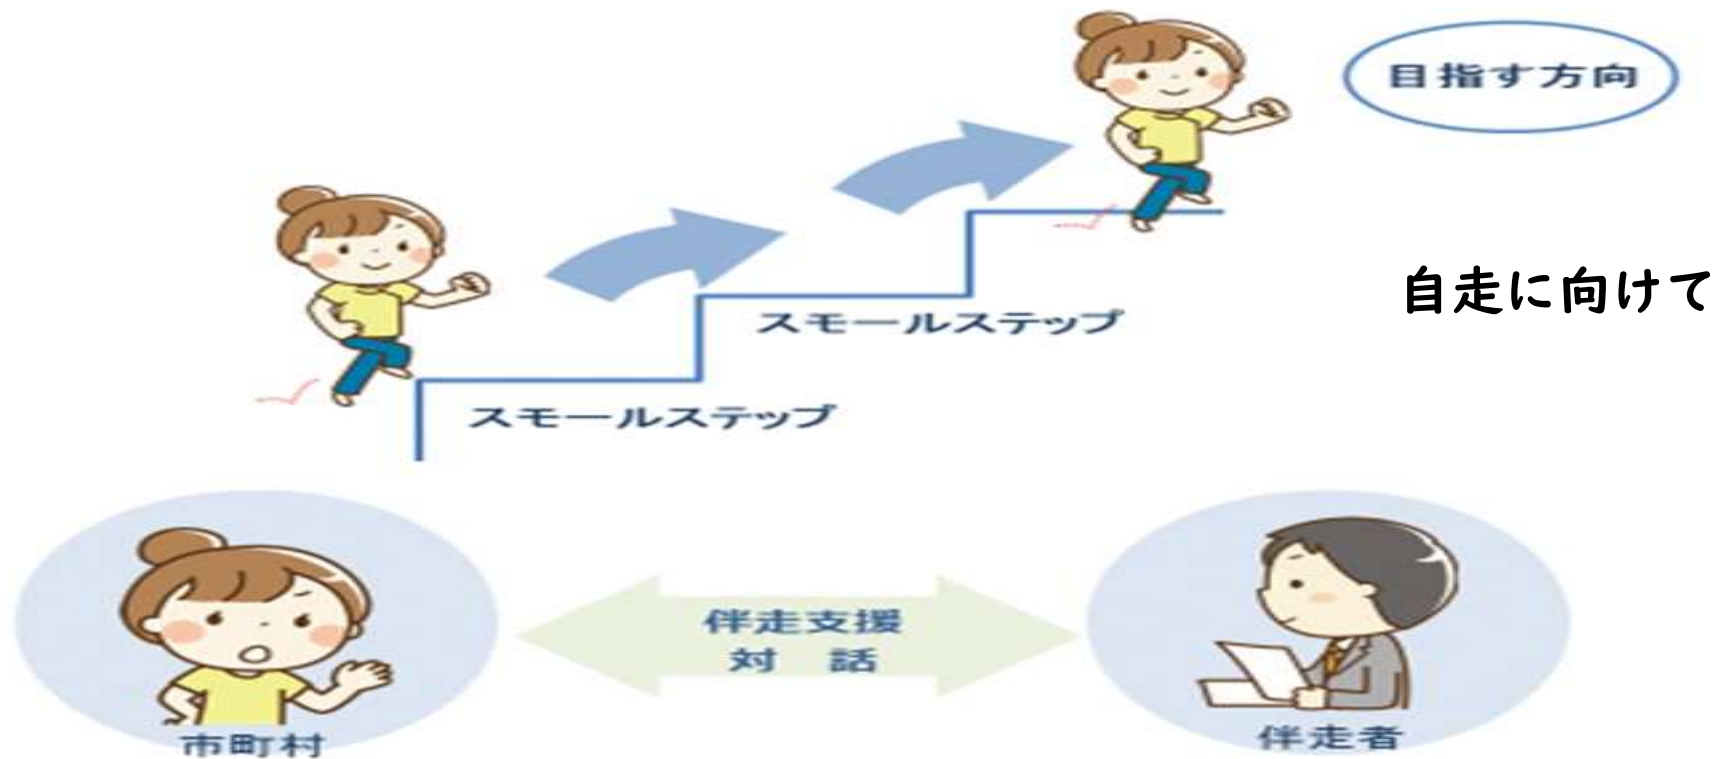 目指す方向
自走に向けて
スモールステップ
スモールステップ
伴走支援
対　話
市町村
伴走者